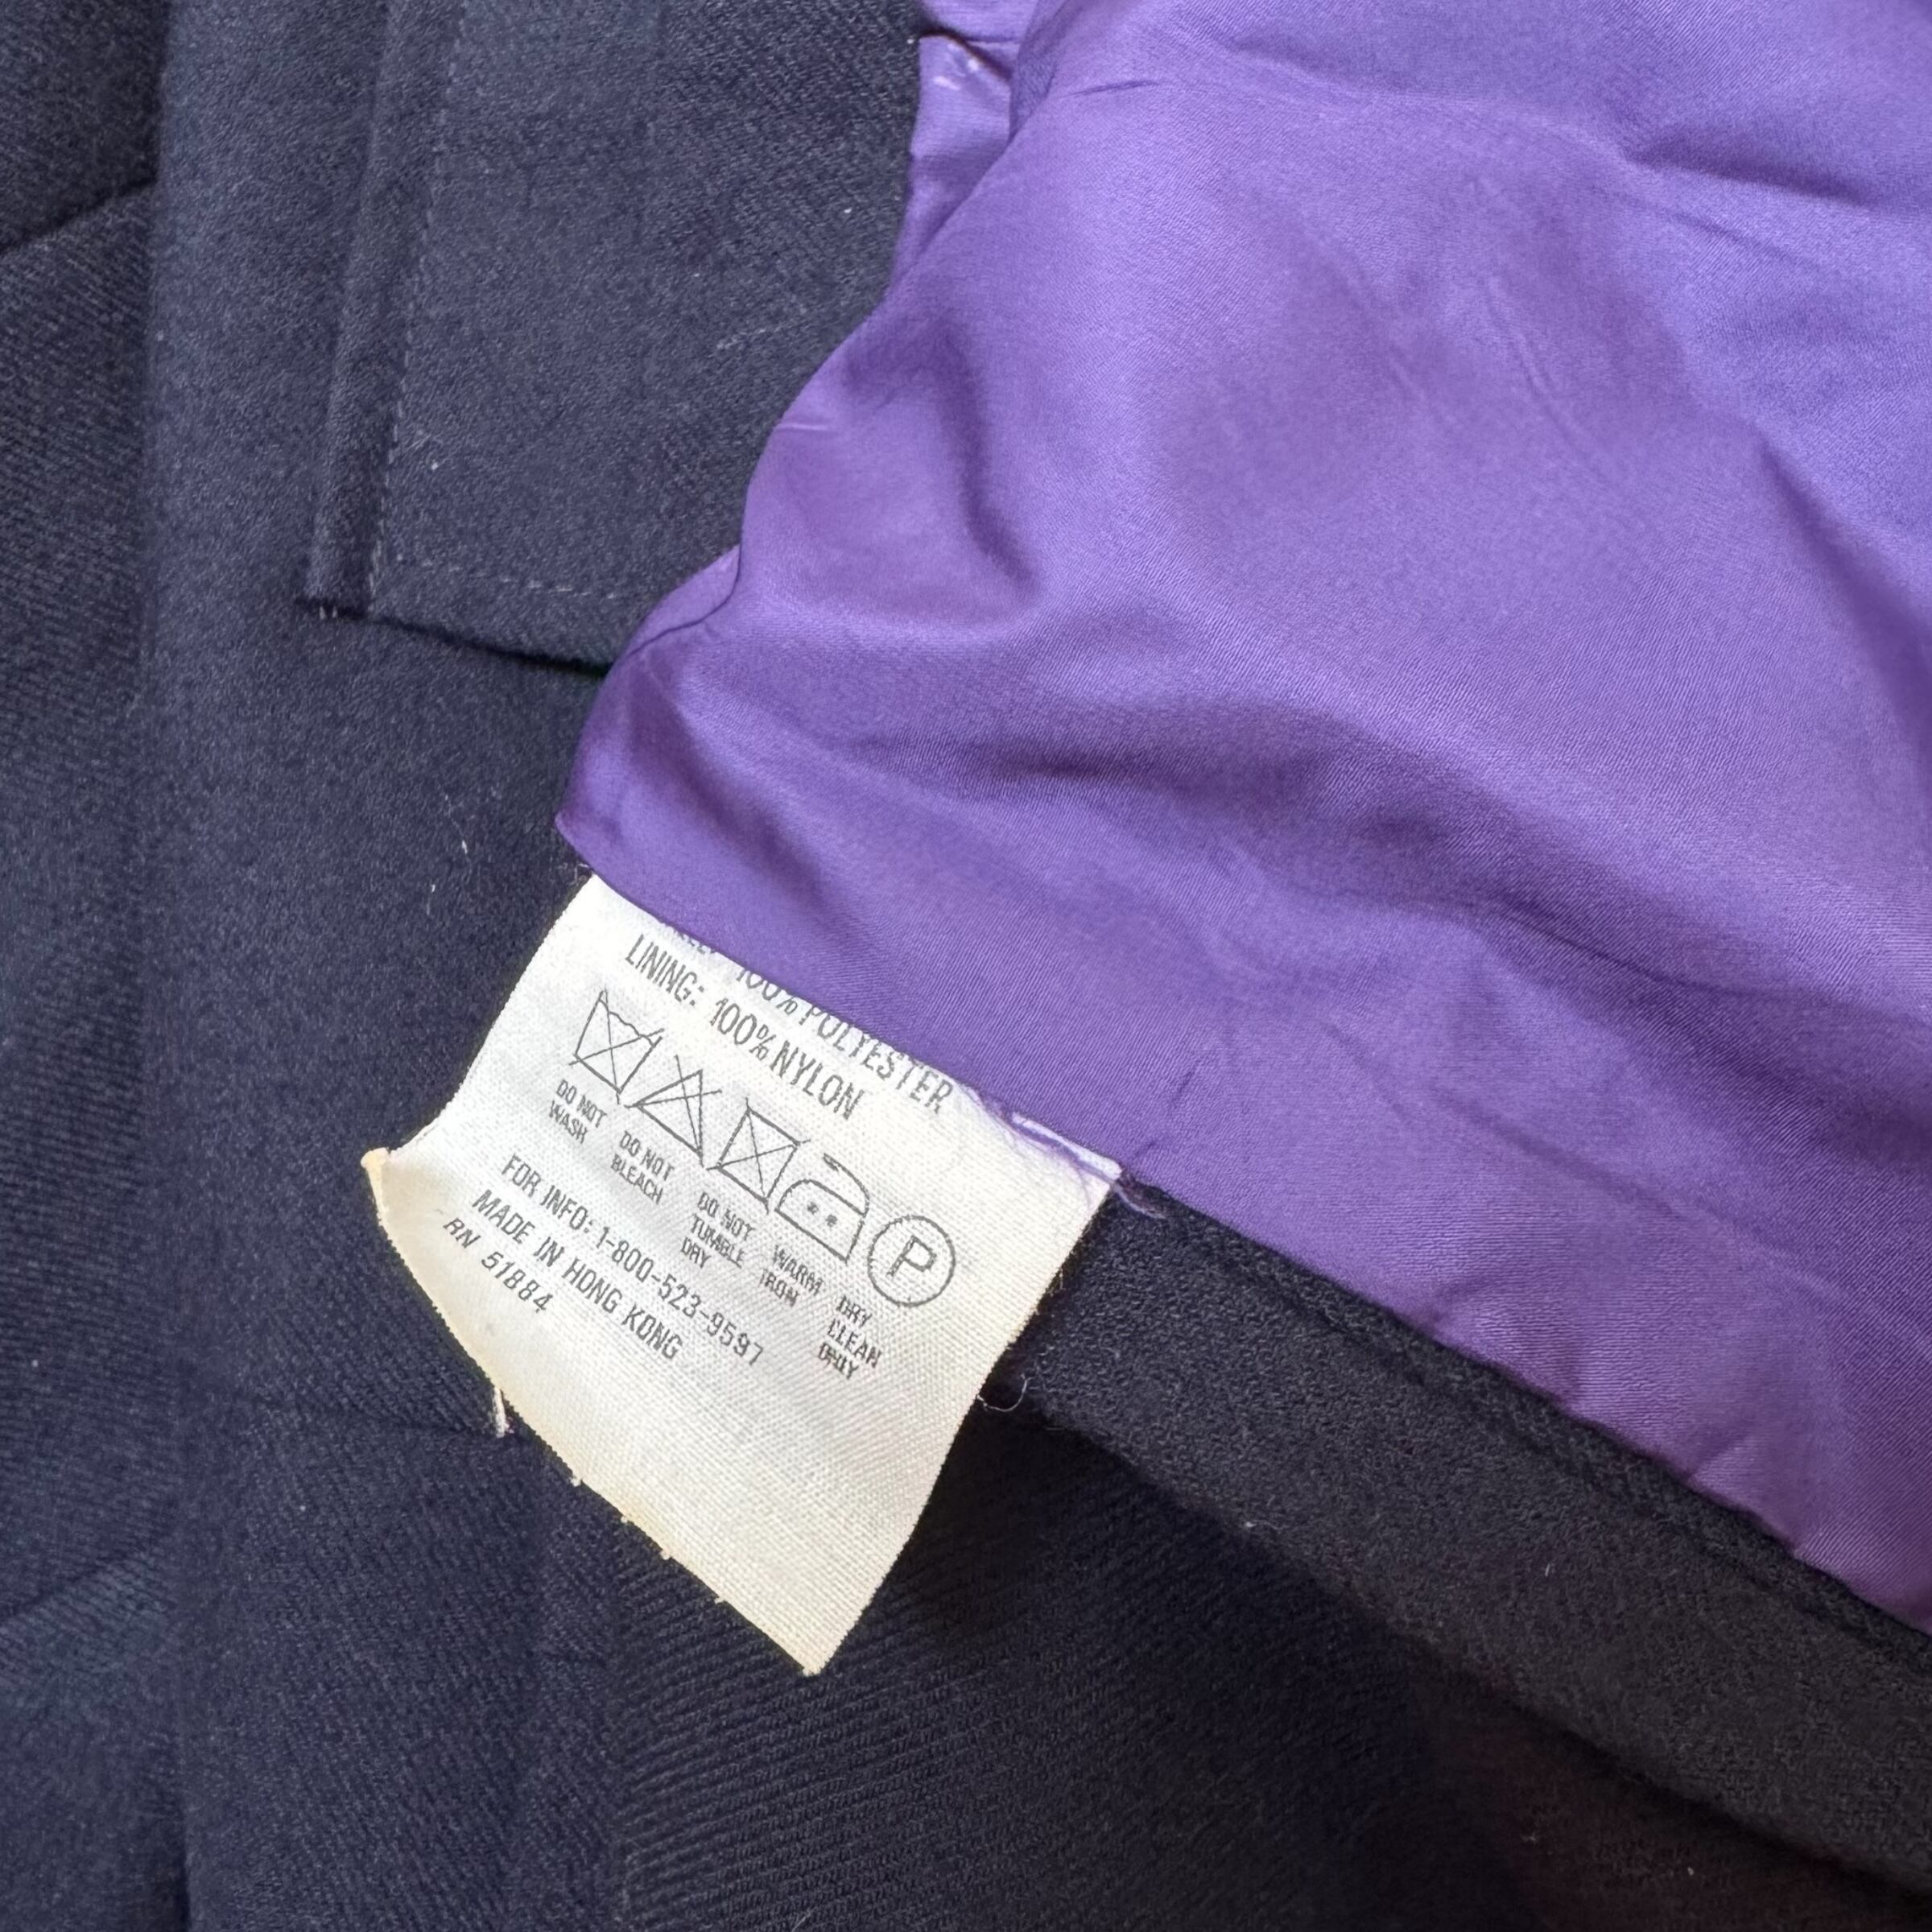 100% POLYESTER
LINING: 100% NYLON
DO NOT
WASH
DO NOT
BLEACH
DO NOT
TUMBLE
DRY
WARM
IRON
P
DRY
CLEAN
ONLY
FOR INFO: 1-800-523-9597
MADE IN HONG KONG
RN 51884